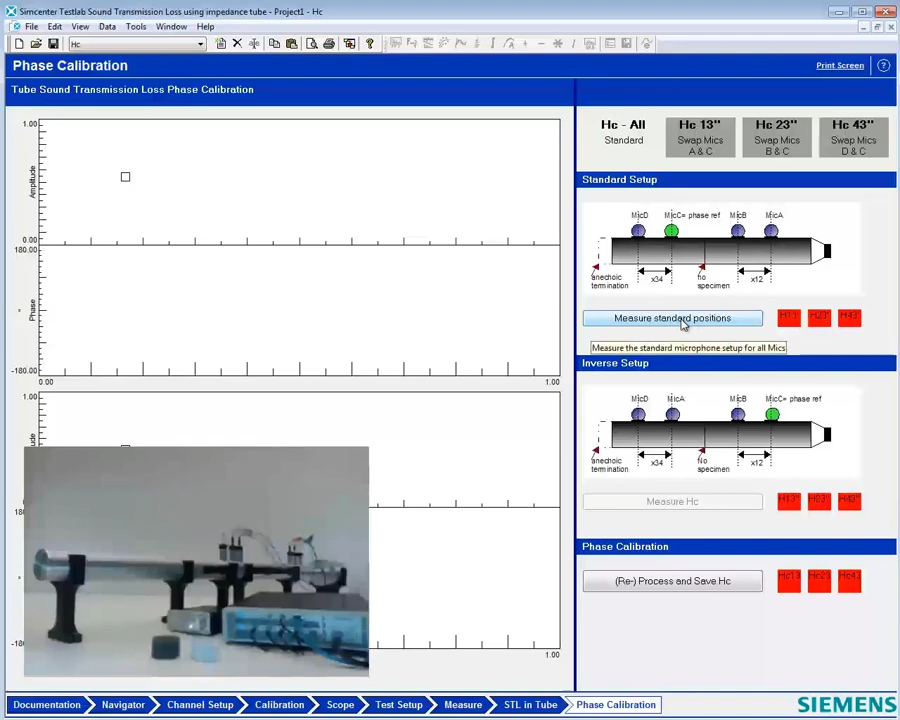 Simcenter Testlab Sound Transmission Loss using impedance tube - Project1 - Hc
File Edit View Data Tools Window Help
Hc
Phase Calibration
Print Screen
Tube Sound Transmission Loss Phase Calibration
Hc - All
Standard
Hc 13"
Swap Mics
A & C
Hc 23"
Swap Mics
B & C
Hc 43"
Swap Mics
D & C
1.00
Amplitude
0.00
180.00
Phase
-180.00
0.00
1.00
1.00
1.00
Standard Setup
MicD
MicC= phase ref
MicB
MicA
anechoic
termination
x34
no
specimen
x12
Measure standard positions
Measure the standard microphone setup for all Mics
Inverse Setup
MicD
MicA
MicB
MicC= phase ref
anechoic
termination
x34
No
specimen
x12
Measure Hc
Phase Calibration
(Re-) Process and Save Hc
Hc13
Hc23
Hc43
Documentation
Navigator
Channel Setup
Calibration
Scope
Test Setup
Measure
STL in Tube
Phase Calibration
SIEMENS